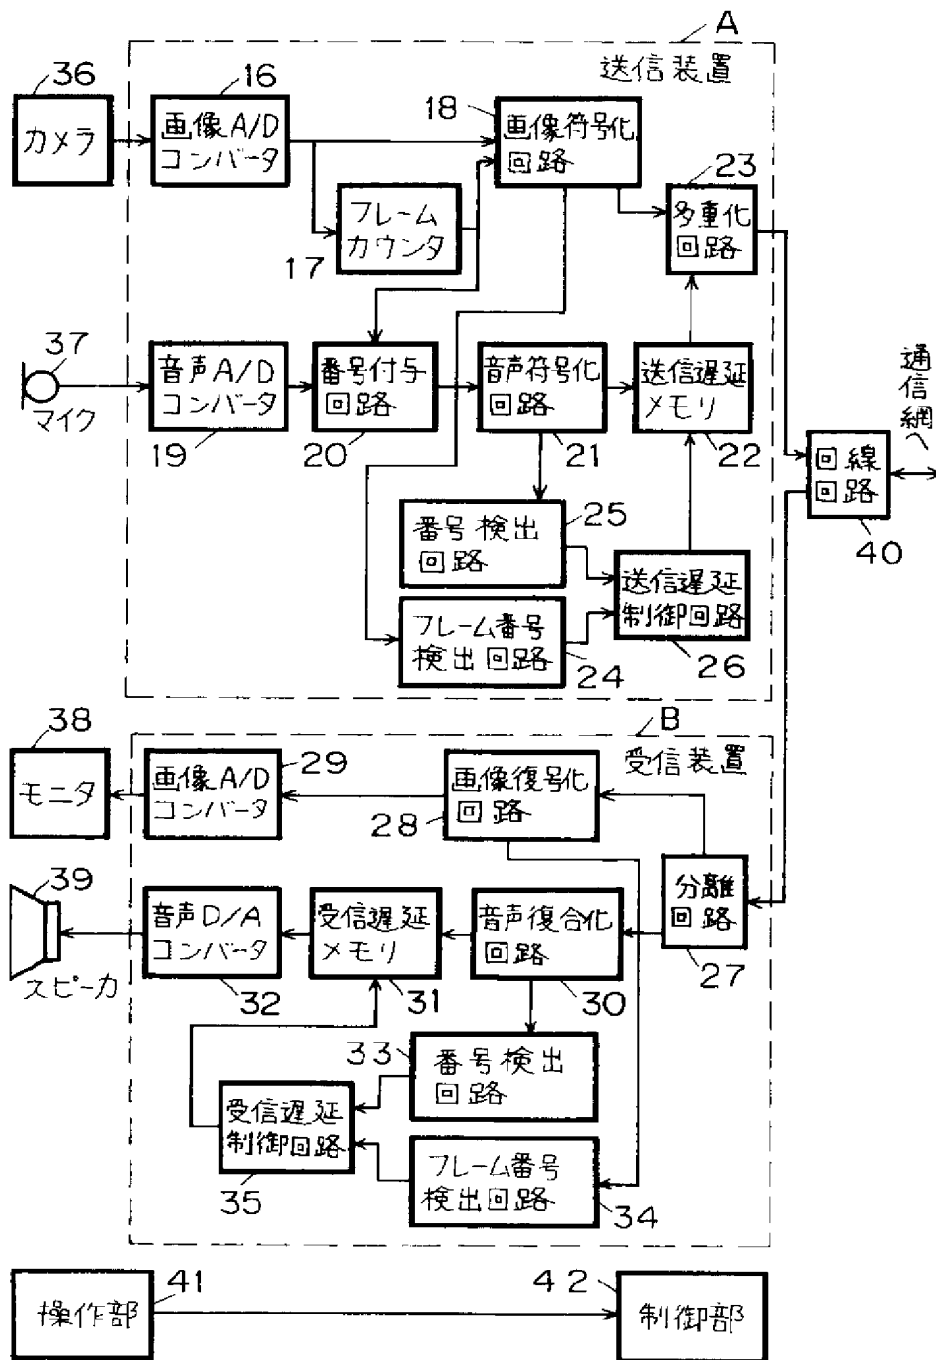 A
送信装置
36
カメラ
16
画像A/D
コンバータ
18
画像符号化
回路
23
多重化
回路
フレーム
カウンタ
17
37
マイク
音声A/D
コンバータ
19
番号付与
回路
20
音声符号化
回路
21
送信遅延
メモリ
22
通信網へ
回線
回路
40
25
番号検出
回路
送信遅延
制御回路
26
フレーム番号
検出回路
24
B
受信装置
38
モニタ
画像A/D
コンバータ
29
画像復号化
回路
28
39
スピーカ
音声D/A
コンバータ
32
受信遅延
メモリ
31
音声復合化
回路
30
分離
回路
27
33
番号検出
回路
受信遅延
制御回路
35
フレーム番号
検出回路
34
41
操作部
42
制御部